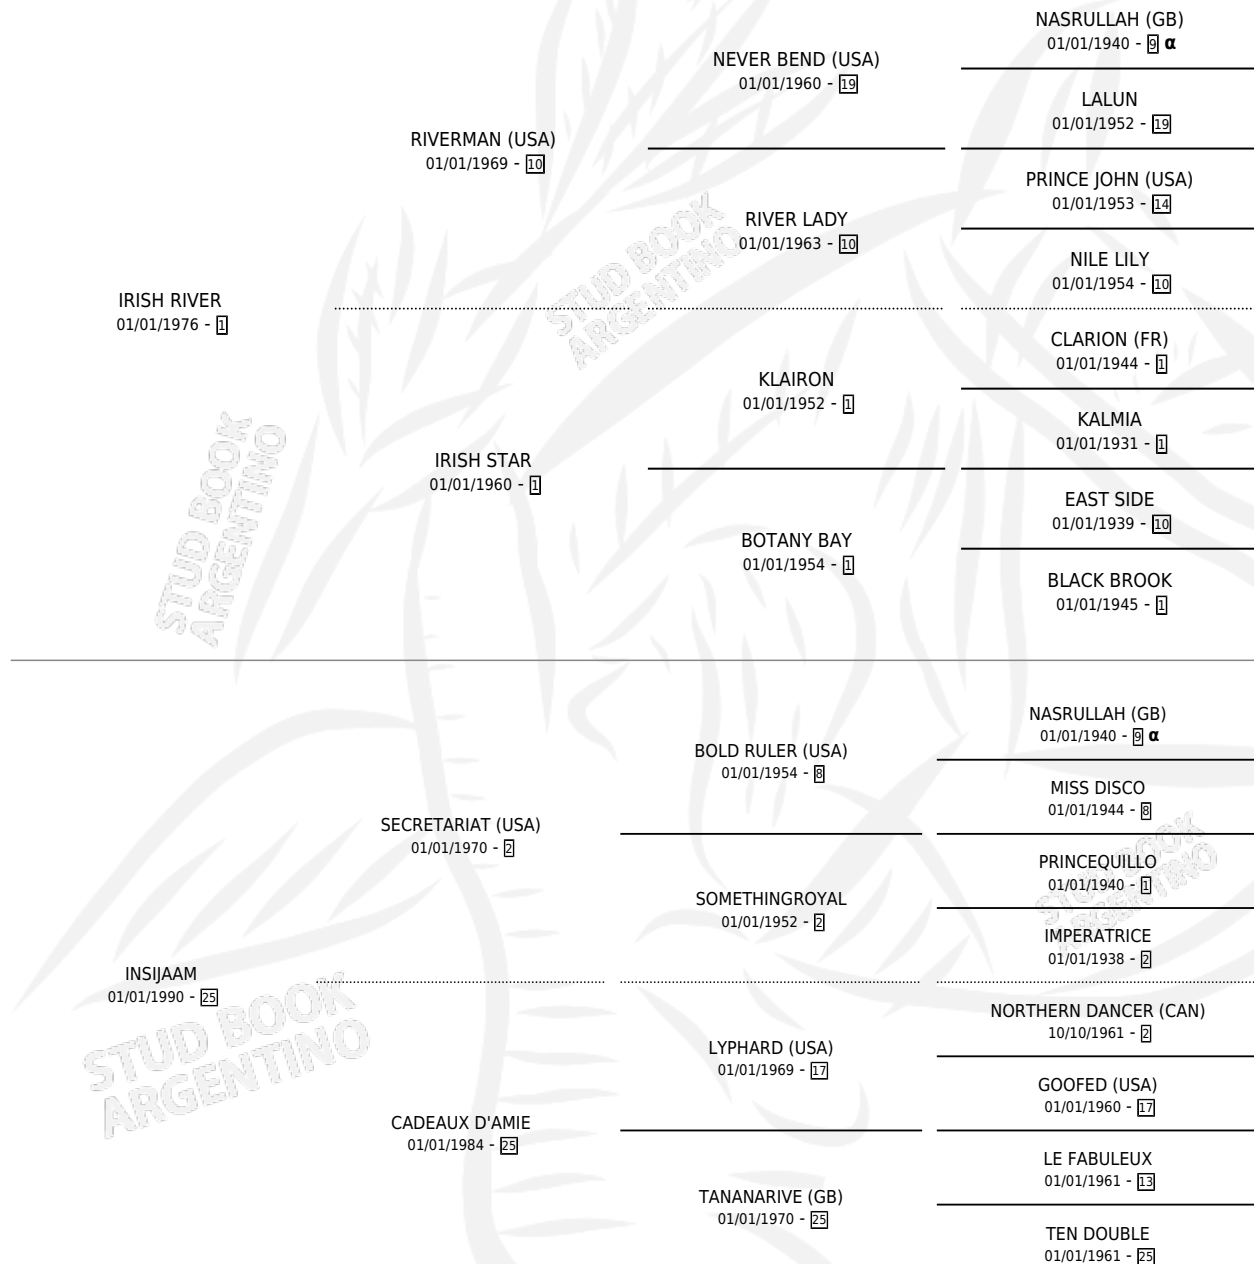 NASRULLAH (GB)
01/01/1940 - 9 α
NEVER BEND (USA)
01/01/1960 - 19
LALUN
01/01/1952 - 19
RIVERMAN (USA)
01/01/1969 - 10
PRINCE JOHN (USA)
01/01/1953 - 14
RIVER LADY
01/01/1963 - 10
NILE LILY
01/01/1954 - 10
IRISH RIVER
01/01/1976 - 1
CLARION (FR)
01/01/1944 - 1
KLAIRON
01/01/1952 - 1
KALMIA
01/01/1931 - 1
IRISH STAR
01/01/1960 - 1
EAST SIDE
01/01/1939 - 10
BOTANY BAY
01/01/1954 - 1
BLACK BROOK
01/01/1945 - 1
NASRULLAH (GB)
01/01/1940 - 9 α
BOLD RULER (USA)
01/01/1954 - 8
MISS DISCO
01/01/1944 - 8
SECRETARIAT (USA)
01/01/1970 - 2
PRINCEQUILLO
01/01/1940 - 1
SOMETHINGROYAL
01/01/1952 - 2
IMPERATRICE
01/01/1938 - 2
INSIJAAM
01/01/1990 - 25
NORTHERN DANCER (CAN)
10/10/1961 - 2
LYPHARD (USA)
01/01/1969 - 17
GOOFED (USA)
01/01/1960 - 17
CADEAUX D'AMIE
01/01/1984 - 25
LE FABULEUX
01/01/1961 - 13
TANANARIVE (GB)
01/01/1970 - 25
TEN DOUBLE
01/01/1961 - 25
STUD BOOK
ARGENTINO
STUD BOOK
ARGENTINO
STUD BOOK
ARGENTINO
STUD BOOK
ARGENTINO